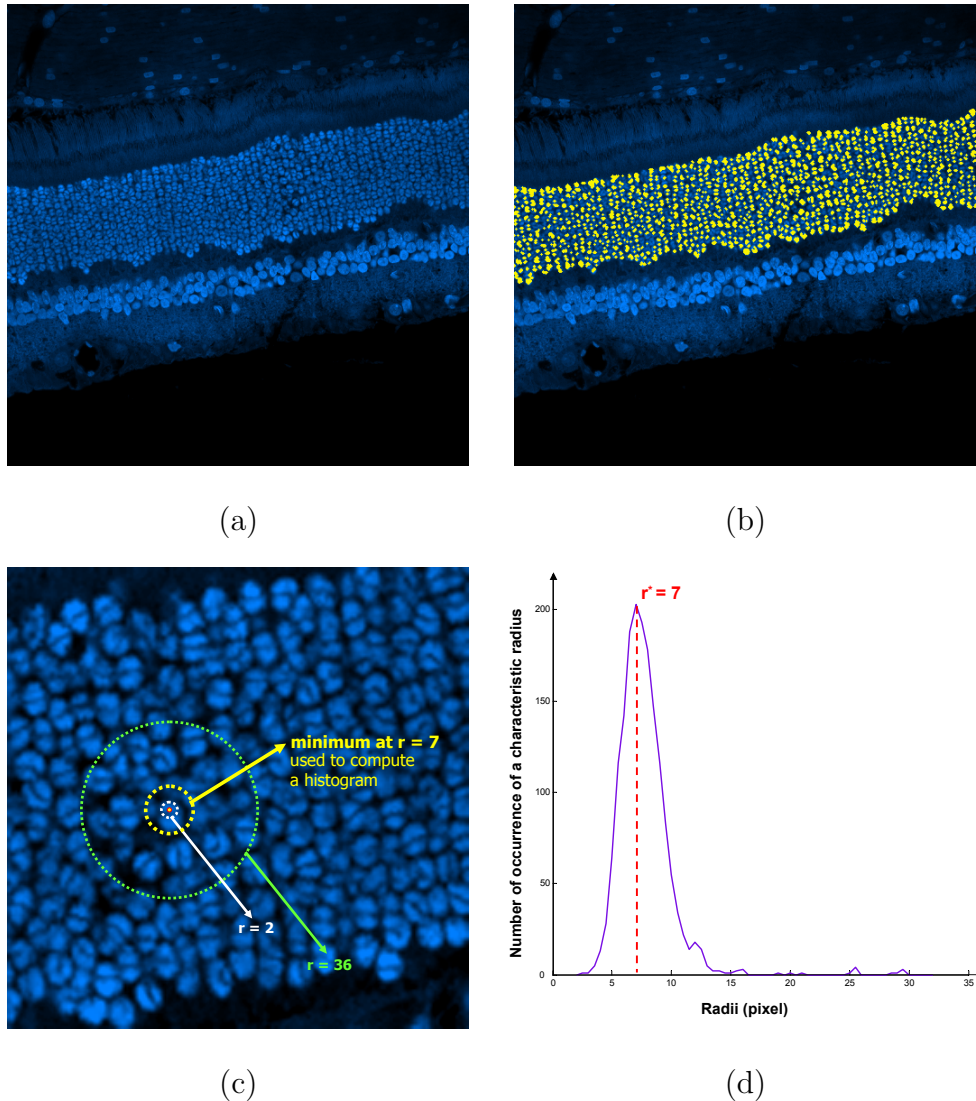 (a)
(b)
minimum at r = 7
used to compute
a histogram
r = 2
r = 36
(c)
Number of occurrence of a characteristic radius
r* = 7
200
150
100
50
0
0
5
10
15
20
25
30
35
Radii (pixel)
(d)